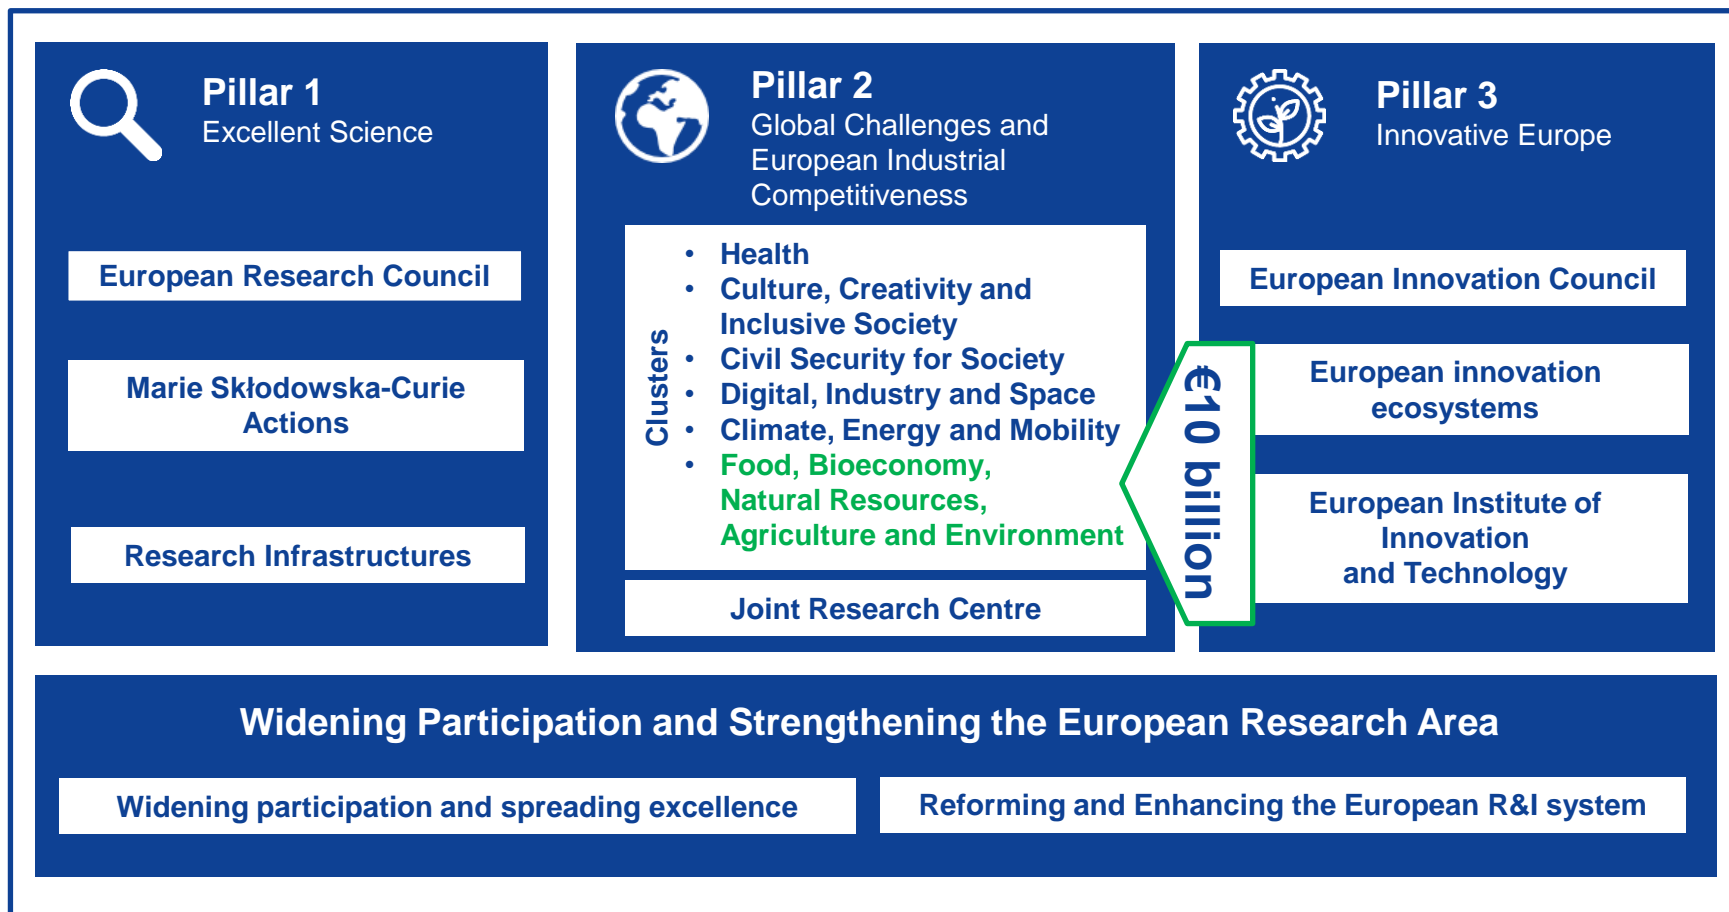 Pillar 1
Excellent Science
European Research Council
Marie Skłodowska-Curie
Actions
Research Infrastructures
Pillar 2
Global Challenges and
European Industrial
Competitiveness
Clusters
• Health
• Culture, Creativity and
Inclusive Society
• Civil Security for Society
• Digital, Industry and Space
• Climate, Energy and Mobility
• Food, Bioeconomy,
Natural Resources,
Agriculture and Environment
Joint Research Centre
€10 billion
Pillar 3
Innovative Europe
European Innovation Council
European innovation
ecosystems
European Institute of
Innovation
and Technology
Widening Participation and Strengthening the European Research Area
Widening participation and spreading excellence
Reforming and Enhancing the European R&I system